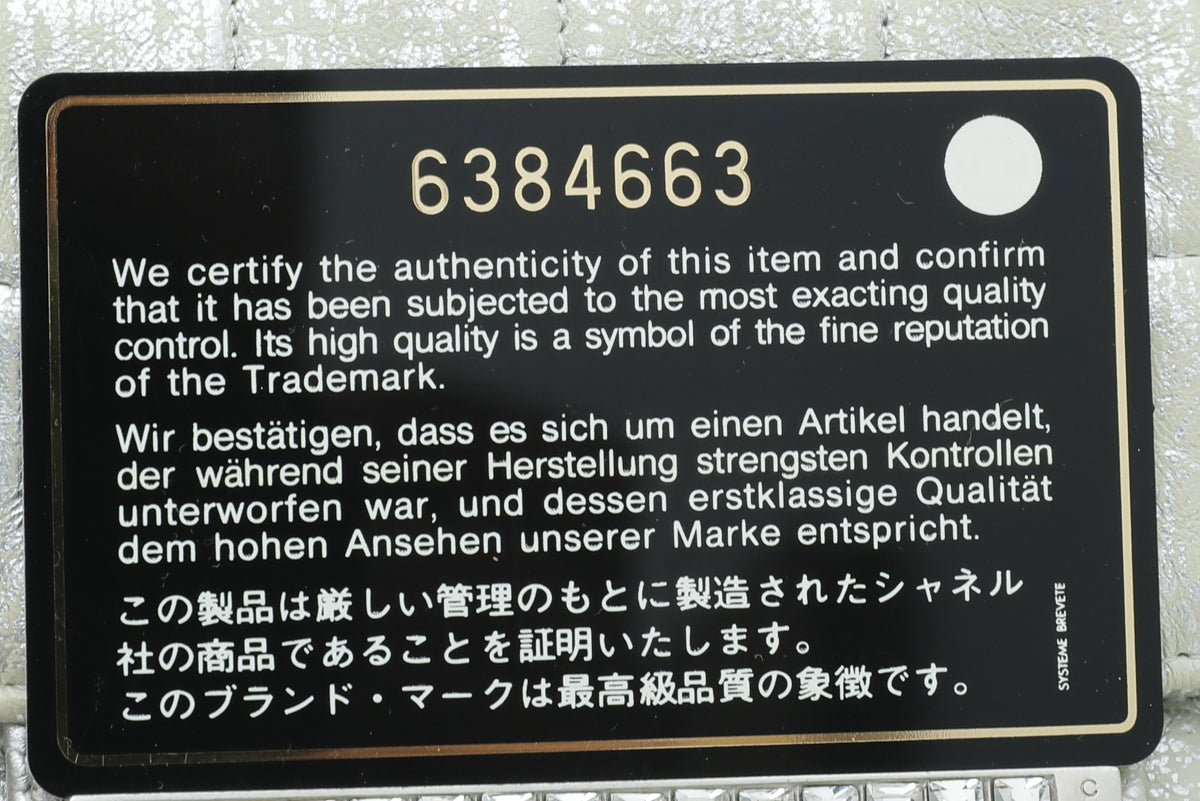 6384663
We certify the authenticity of this item and confirm
that it has been subjected to the most exacting quality
control. Its high quality is a symbol of the fine reputation
of the Trademark.
Wir bestätigen, dass es sich um einen Artikel handelt,
der während seiner Herstellung strengsten Kontrollen
unterworfen war, und dessen erstklassige Qualität
dem hohen Ansehen unserer Marke entspricht.
この製品は厳しい管理のもとに製造されたシャネル
社の商品であることを証明いたします。
このブランド・マークは最高級品質の象徴です。
SYSTEME BREVETE
C